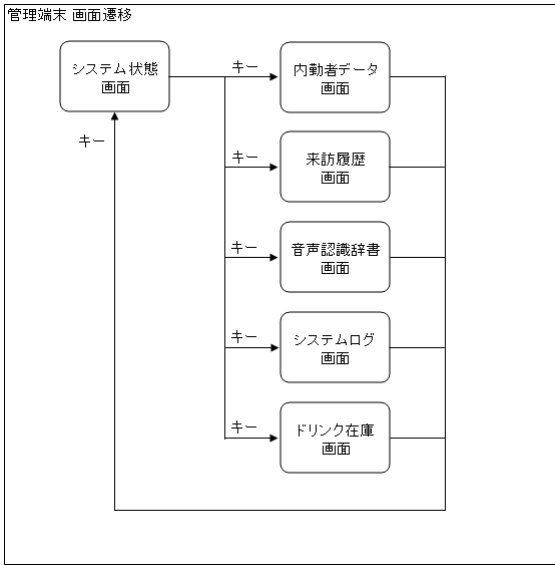 管理端末 画面遷移
システム状態
画面
キー
内勤者データ
画面
キー
キー
来訪履歴
画面
キー
音声認識辞書
画面
キー
システムログ
画面
キー
ドリンク在庫
画面